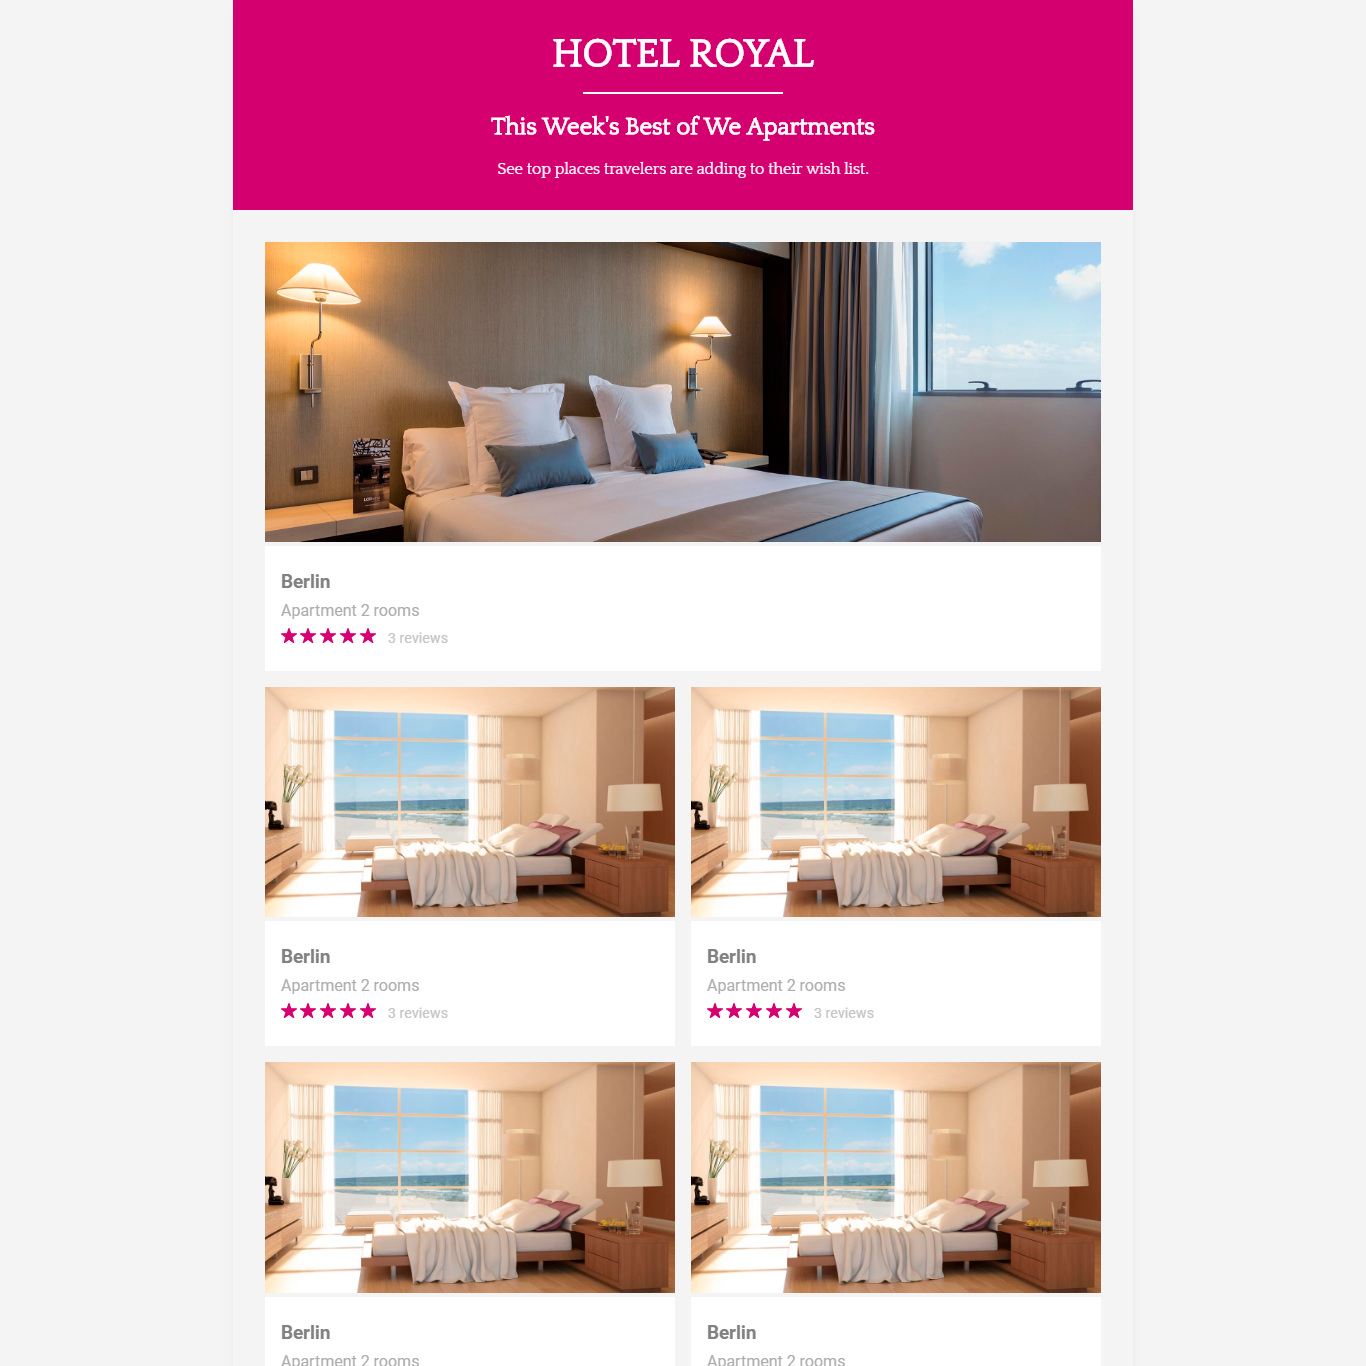 HOTEL ROYAL
This Week's Best of We Apartments
See top places travelers are adding to their wish list.
Berlin
Apartment 2 rooms
3 reviews
Berlin
Apartment 2 rooms
3 reviews
Berlin
Apartment 2 rooms
3 reviews
Berlin
Apartment 2 rooms
Berlin
Apartment 2 rooms